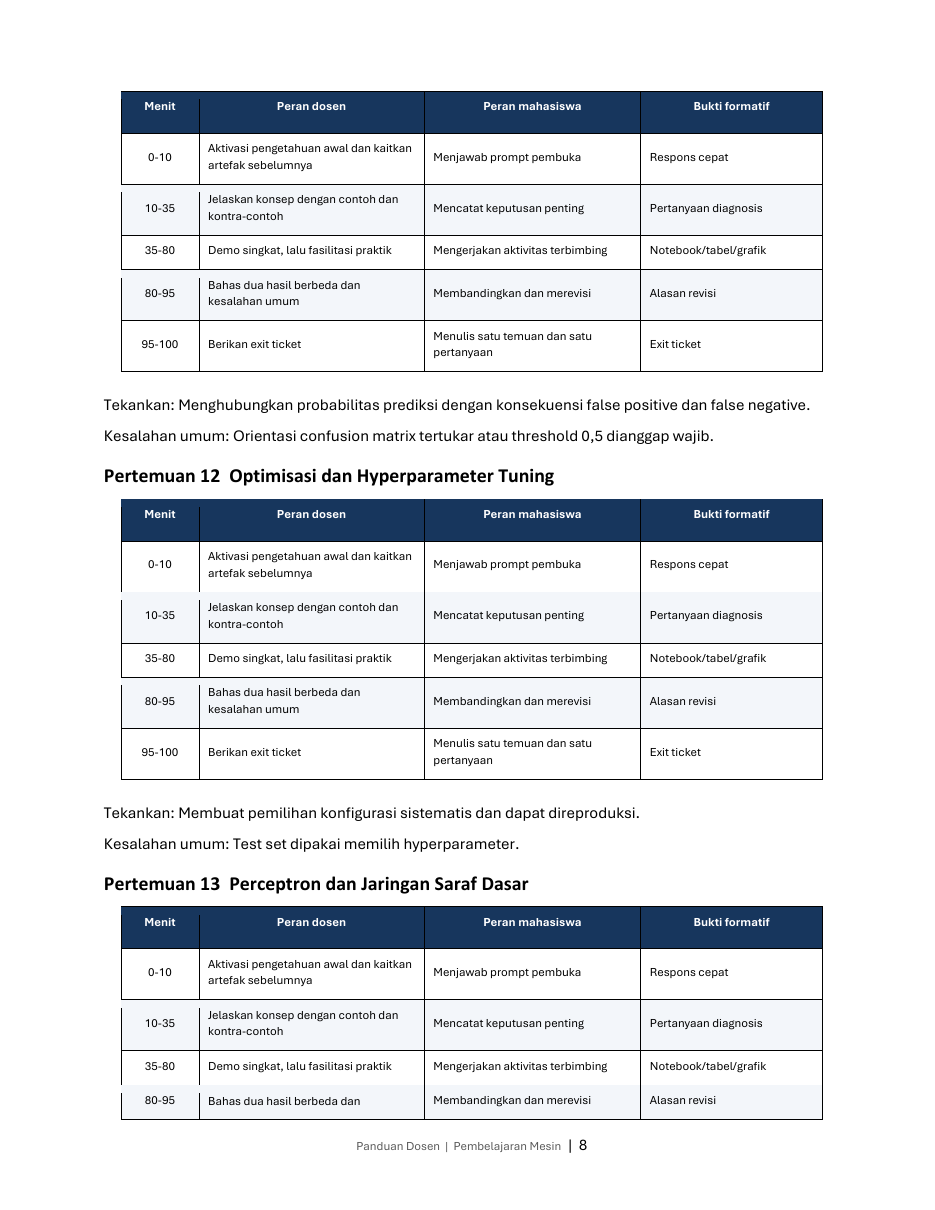 Menit Peran dosen Peran mahasiswa Bukti formatif
0-10 Aktivasi pengetahuan awal dan kaitkan artefak sebelumnya Menjawab prompt pembuka Respons cepat
10-35 Jelaskan konsep dengan contoh dan kontra-contoh Mencatat keputusan penting Pertanyaan diagnosis
35-80 Demo singkat, lalu fasilitasi praktik Mengerjakan aktivitas terbimbing Notebook/tabel/grafik
80-95 Bahas dua hasil berbeda dan kesalahan umum Membandingkan dan merevisi Alasan revisi
95-100 Berikan exit ticket Menulis satu temuan dan satu pertanyaan Exit ticket
Tekankan: Menghubungkan probabilitas prediksi dengan konsekuensi false positive dan false negative.
Kesalahan umum: Orientasi confusion matrix tertukar atau threshold 0,5 dianggap wajib.
Pertemuan 12 Optimisasi dan Hyperparameter Tuning
Menit Peran dosen Peran mahasiswa Bukti formatif
0-10 Aktivasi pengetahuan awal dan kaitkan artefak sebelumnya Menjawab prompt pembuka Respons cepat
10-35 Jelaskan konsep dengan contoh dan kontra-contoh Mencatat keputusan penting Pertanyaan diagnosis
35-80 Demo singkat, lalu fasilitasi praktik Mengerjakan aktivitas terbimbing Notebook/tabel/grafik
80-95 Bahas dua hasil berbeda dan kesalahan umum Membandingkan dan merevisi Alasan revisi
95-100 Berikan exit ticket Menulis satu temuan dan satu pertanyaan Exit ticket
Tekankan: Membuat pemilihan konfigurasi sistematis dan dapat direproduksi.
Kesalahan umum: Test set dipakai memilih hyperparameter.
Pertemuan 13 Perceptron dan Jaringan Saraf Dasar
Menit Peran dosen Peran mahasiswa Bukti formatif
0-10 Aktivasi pengetahuan awal dan kaitkan artefak sebelumnya Menjawab prompt pembuka Respons cepat
10-35 Jelaskan konsep dengan contoh dan kontra-contoh Mencatat keputusan penting Pertanyaan diagnosis
35-80 Demo singkat, lalu fasilitasi praktik Mengerjakan aktivitas terbimbing Notebook/tabel/grafik
80-95 Bahas dua hasil berbeda dan Membandingkan dan merevisi Alasan revisi
Panduan Dosen | Pembelajaran Mesin | 8